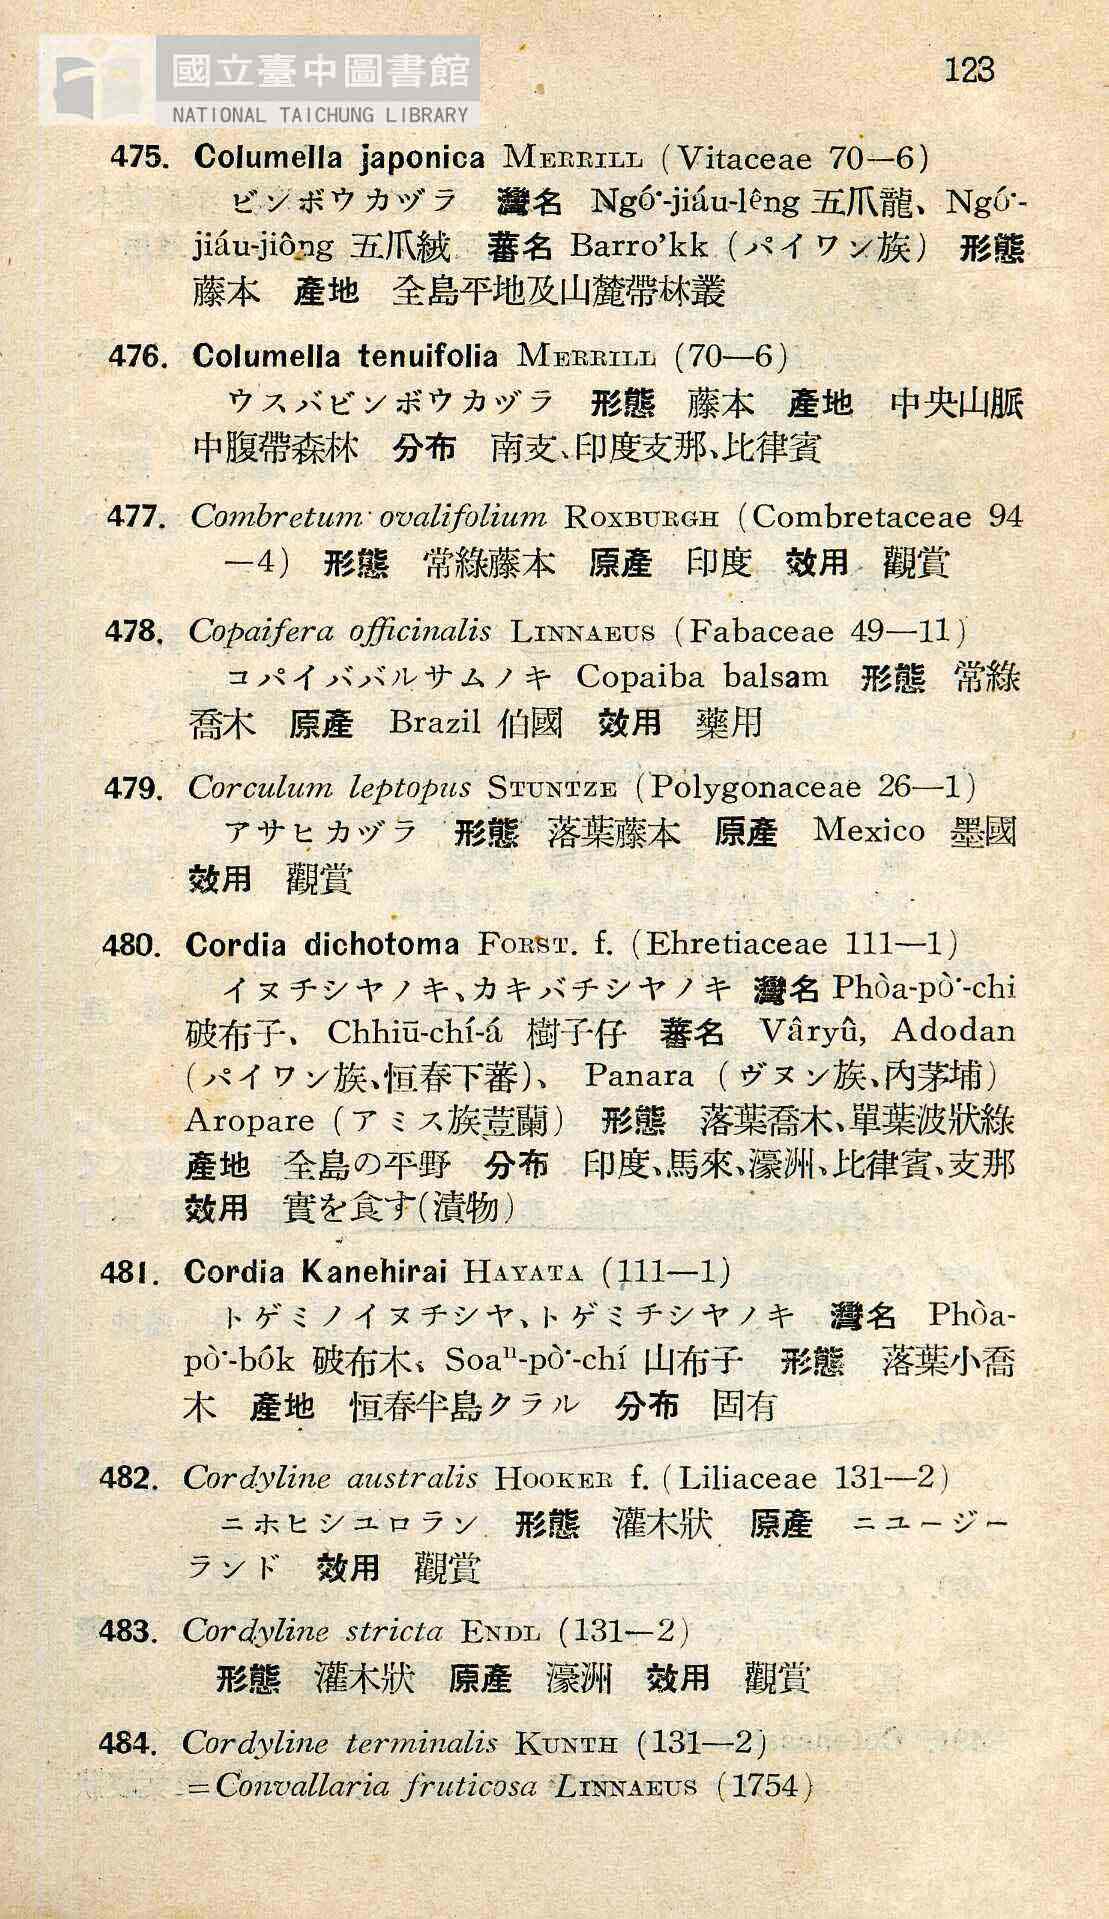 國立臺中圖書館
NATIONAL TAICHUNG LIBRARY
123
475. Columella japonica MERRILL (Vitaceae 70—6)
ビンボウカヅラ 灣名 Ngó͘-jiáu-lêng 五爪龍、Ngó͘-
jiáu-jiông 五爪絨 蕃名 Barro'kk (パイワン族) 形態
藤本 產地 全島平地及山麓帶林叢
476. Columella tenuifolia MERRILL (70—6)
ウスバビンボウカヅラ 形態 藤本 產地 中央山脈
中腹帶森林 分布 南支、印度支那、比律賓
477. Combretum ovalifolium ROXBURGH (Combretaceae 94
—4) 形態 常綠藤本 原產 印度 效用 觀賞
478. Copaifera officinalis LINNAEUS (Fabaceae 49—11)
コパイババルサムノキ Copaiba balsam 形態 常綠
喬木 原產 Brazil 伯國 效用 藥用
479. Corculum leptopus STUNTZE (Polygonaceae 26—1)
アサヒカヅラ 形態 落葉藤本 原產 Mexico 墨國
效用 觀賞
480. Cordia dichotoma FORST. f. (Ehretiaceae 111—1)
イヌチシヤノキ、カキバチシヤノキ 灣名 Phòa-pò͘-chi
破布子、Chhiū-chí-á 樹子仔 蕃名 Vâryû, Adodan
(パイワン族、恒春下蕃)、 Panara (ヴヌン族、內茅埔)
Aropare (アミス族荳蘭) 形態 落葉喬木、單葉波狀綠
產地 全島の平野 分布 印度、馬來、濠洲、比律賓、支那
效用 實を食す(漬物)
481. Cordia Kanehirai HAYATA (111—1)
トゲミノイヌチシヤ、トゲミチシヤノキ 灣名 Phòa-
pò͘-bók 破布木、Soaⁿ-pò͘-chí 山布子 形態 落葉小喬
木 產地 恒春半島クラル 分布 固有
482. Cordyline australis HOOKER f. (Liliaceae 131—2)
ニホヒシユロラン 形態 灌木狀 原產 ニユージー
ランド 效用 觀賞
483. Cordyline stricta ENDL (131—2)
形態 灌木狀 原產 濠洲 效用 觀賞
484. Cordyline terminalis KUNTH (131—2)
=Convallaria fruticosa LINNAEUS (1754)